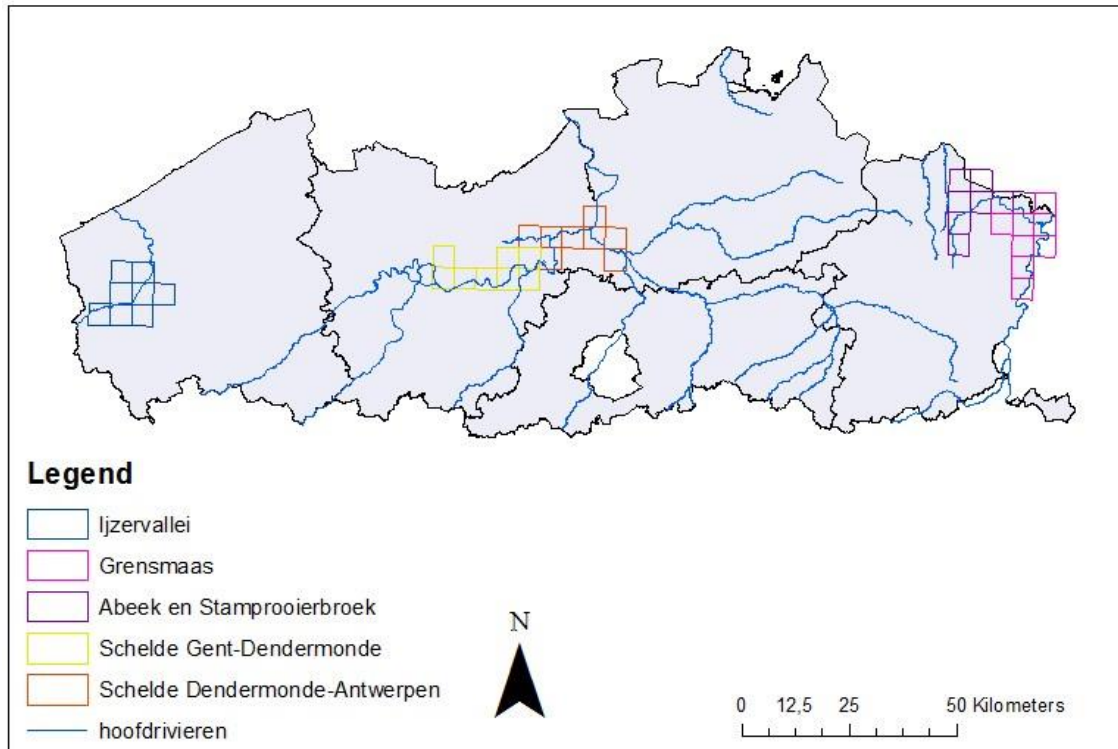 Legend
Ijzervallei
Grensmaas
Abeek en Stamprooierbroek
Schelde Gent-Dendermonde
Schelde Dendermonde-Antwerpen
hoofdrivieren
N
0 12,5 25 50 Kilometers